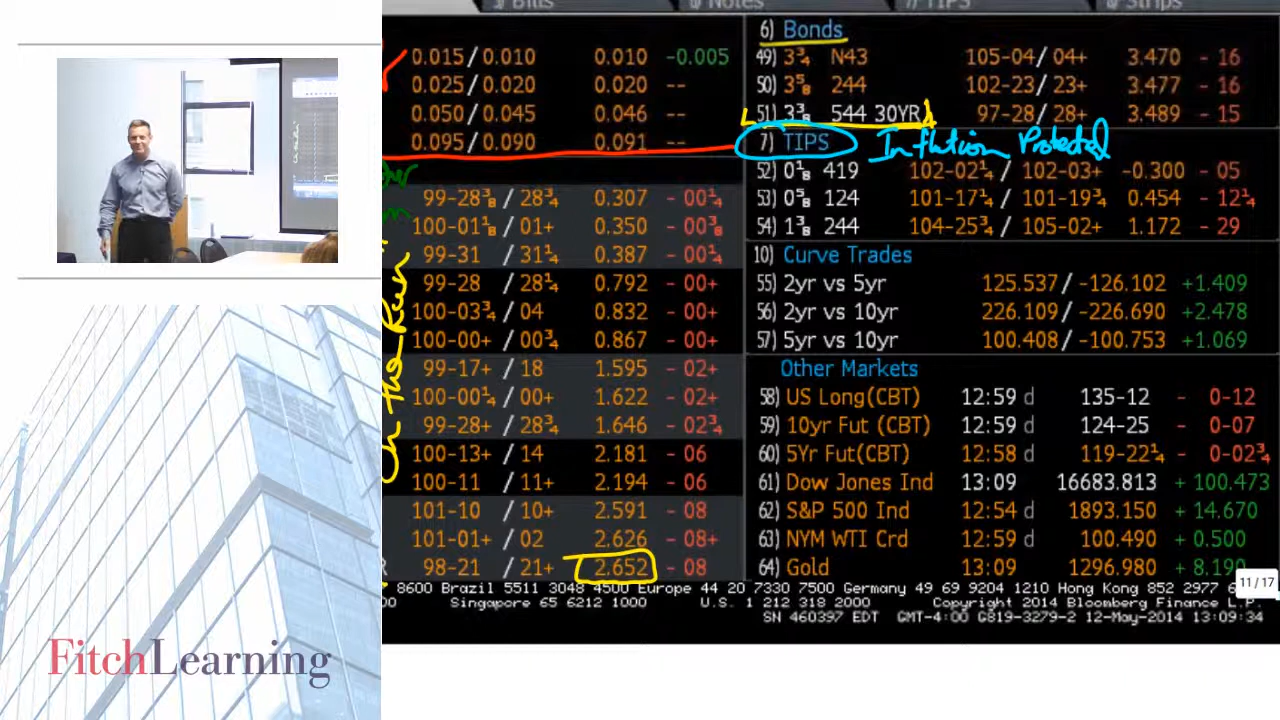 Bills Notes TIPS Strips
0.015/0.010 0.010 -0.005
0.025/0.020 0.020 --
0.050/0.045 0.046 --
0.095/0.090 0.091 --
99-28⅜ / 28¾ 0.307 - 00¼
100-01⅛ / 01+ 0.350 - 00⅜
99-31 / 31¼ 0.387 - 00¼
99-28 / 28¼ 0.792 - 00+
100-03¾ / 04 0.832 - 00+
100-00+ / 00¾ 0.867 - 00+
99-17+ / 18 1.595 - 02+
100-00¼ / 00+ 1.622 - 02+
99-28+ / 28¾ 1.646 - 02¾
100-13+ / 14 2.181 - 06
100-11 / 11+ 2.194 - 06
101-10 / 10+ 2.591 - 08
101-01+ / 02 2.626 - 08+
98-21 / 21+ 2.652 - 08
On the Run"
6) Bonds
49) 3¾ N43 105-04/ 04+ 3.470 - 16
50) 3⅝ 244 102-23/ 23+ 3.477 - 16
51) 3⅜ 544 30YR 97-28/ 28+ 3.489 - 15
7) TIPS Inflation Protected
52) 0⅛ 419 102-02¼ / 102-03+ -0.300 - 05
53) 0⅝ 124 101-17¼ / 101-19¾ 0.454 - 12¼
54) 1⅜ 244 104-25¾ / 105-02+ 1.172 - 29
10) Curve Trades
55) 2yr vs 5yr 125.537/ -126.102 +1.409
56) 2yr vs 10yr 226.109/ -226.690 +2.478
57) 5yr vs 10yr 100.408/ -100.753 +1.069
Other Markets
58) US Long(CBT) 12:59 d 135-12 - 0-12
59) 10yr Fut (CBT) 12:59 d 124-25 - 0-07
60) 5Yr Fut(CBT) 12:58 d 119-22¼ - 0-02¾
61) Dow Jones Ind 13:09 16683.813 + 100.473
62) S&P 500 Ind 12:54 d 1893.150 + 14.670
63) NYM WTI Crd 12:59 d 100.490 + 0.500
64) Gold 13:09 1296.980 + 8.190
11/17
8600 Brazil 5511 3048 4500 Europe 44 20 7330 7500 Germany 49 69 9204 1210 Hong Kong 852 2977
Singapore 65 6212 1000 U.S. 1 212 318 2000 Copyright 2014 Bloomberg Finance L.P.
SN 460397 EDT GMT-4:00 G819-3279-2 12-May-2014 13:09:34
FitchLearning